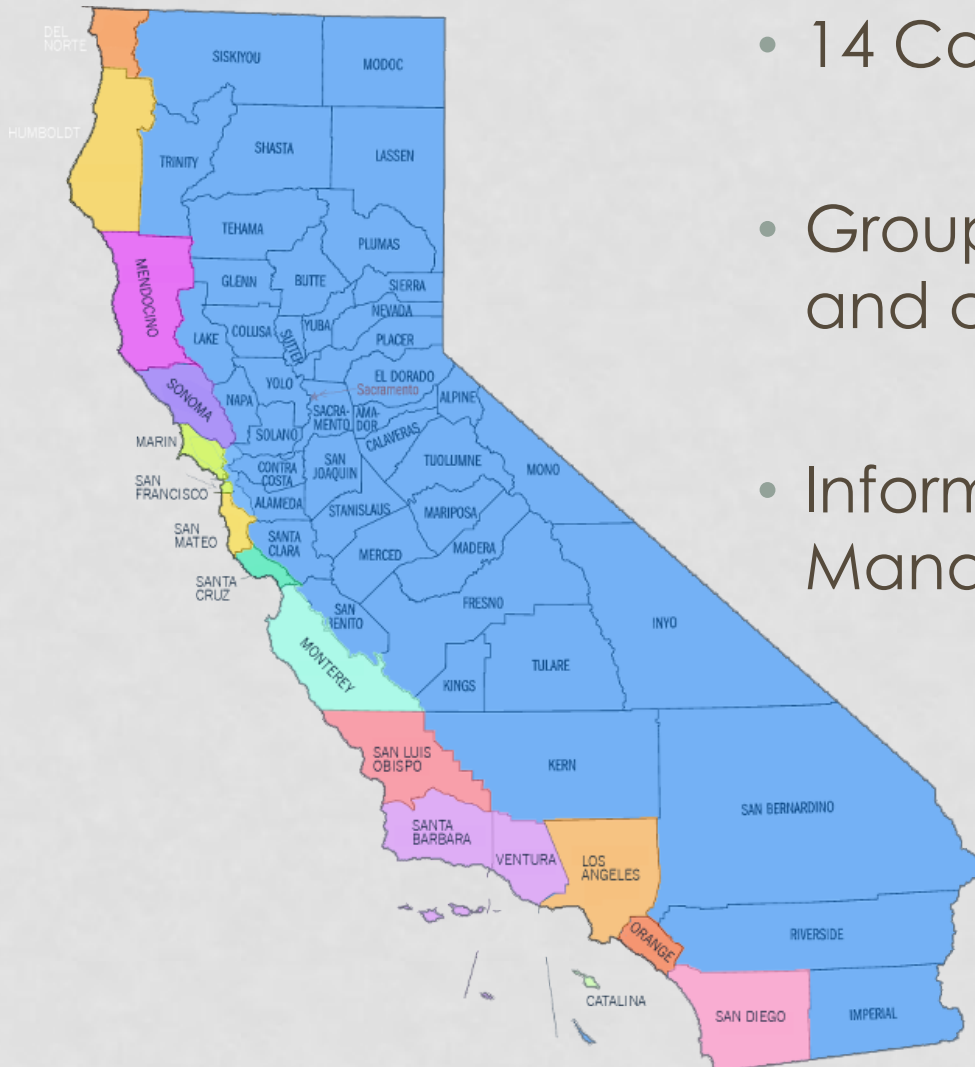 DEL
NORTE
SISKIYOU
MODOC
HUMBOLDT
TRINITY
SHASTA
LASSEN
TEHAMA
PLUMAS
MENDOCINO
GLENN
BUTTE
SIERRA
NEVADA
LAKE
COLUSA
SUTTER
YUBA
PLACER
SONOMA
NAPA
YOLO
EL DORADO
Sacramento
ALPINE
SACRA-
MENTO
AMA-
DOR
MARIN
SOLANO
CALAVERAS
SAN
FRANCISCO
CONTRA
COSTA
SAN
JOAQUIN
TUOLUMNE
MONO
ALAMEDA
STANISLAUS
MARIPOSA
SAN
MATEO
SANTA
CLARA
MERCED
MADERA
SANTA
CRUZ
SAN
BENITO
FRESNO
INYO
MONTEREY
KINGS
TULARE
SAN LUIS
OBISPO
KERN
SAN BERNARDINO
SANTA
BARBARA
VENTURA
LOS
ANGELES
ORANGE
RIVERSIDE
CATALINA
SAN DIEGO
IMPERIAL
• 14 Co
• Group
and c
• Inform
Mana